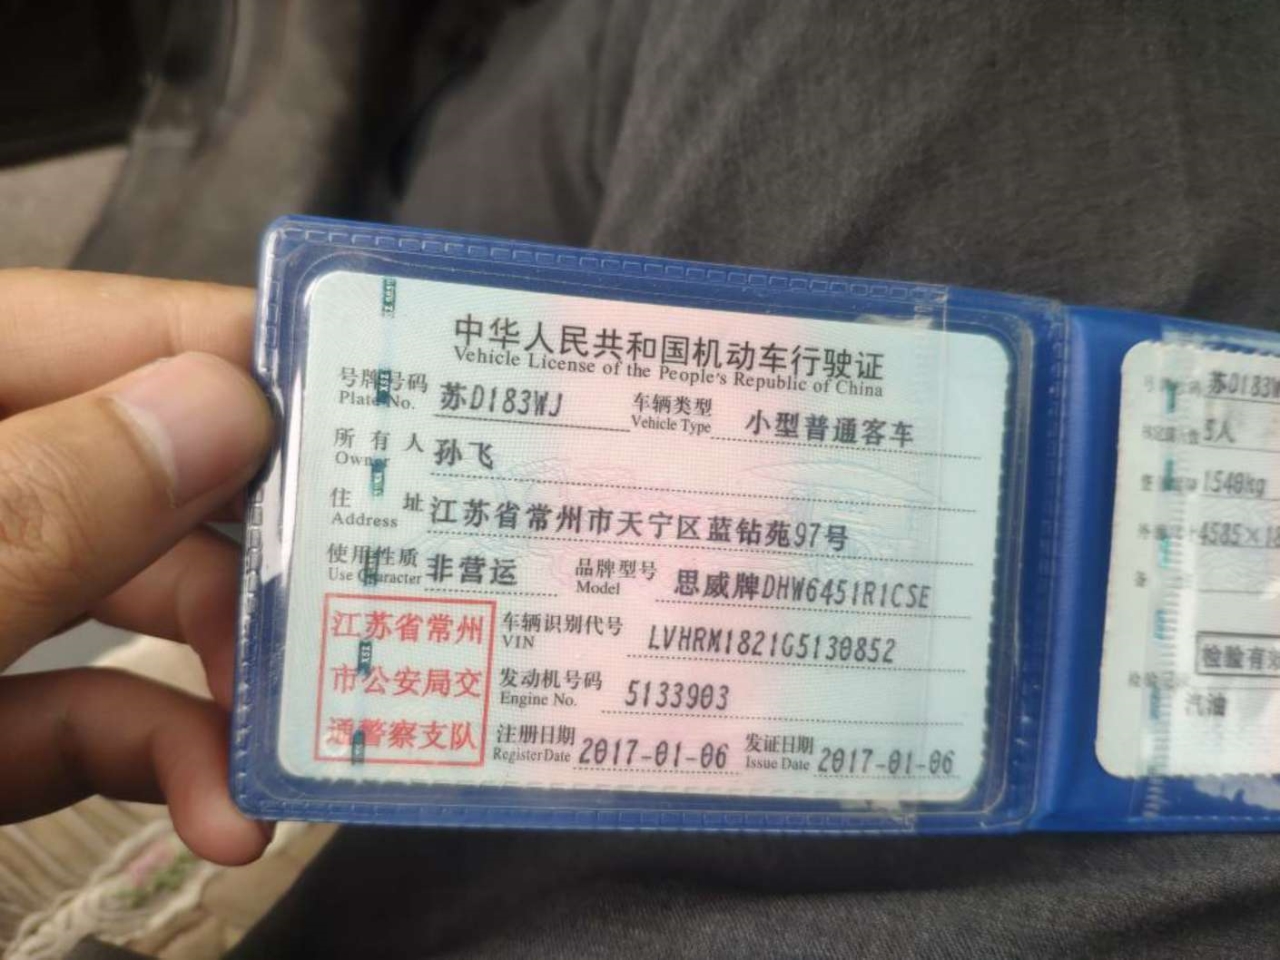 中华人民共和国机动车行驶证
Vehicle License of the People's Republic of China
号牌号码 苏D183WJ 车辆类型 小型普通客车
Plate No. Vehicle Type
所有人 孙飞
Owner
住址 江苏省常州市天宁区蓝钻苑97号
Address
使用性质 非营运 品牌型号 思威牌DHW6451R1CSE
Use Character Model
江苏省常州
市公安局交
通警察支队
车辆识别代号 LVHRM1821G5130852
VIN
发动机号码 5133903
Engine No.
注册日期 2017-01-06 发证日期 2017-01-06
Register Date Issue Date
苏D183W
5人
1548kg
4585×18
检验有效
汽油